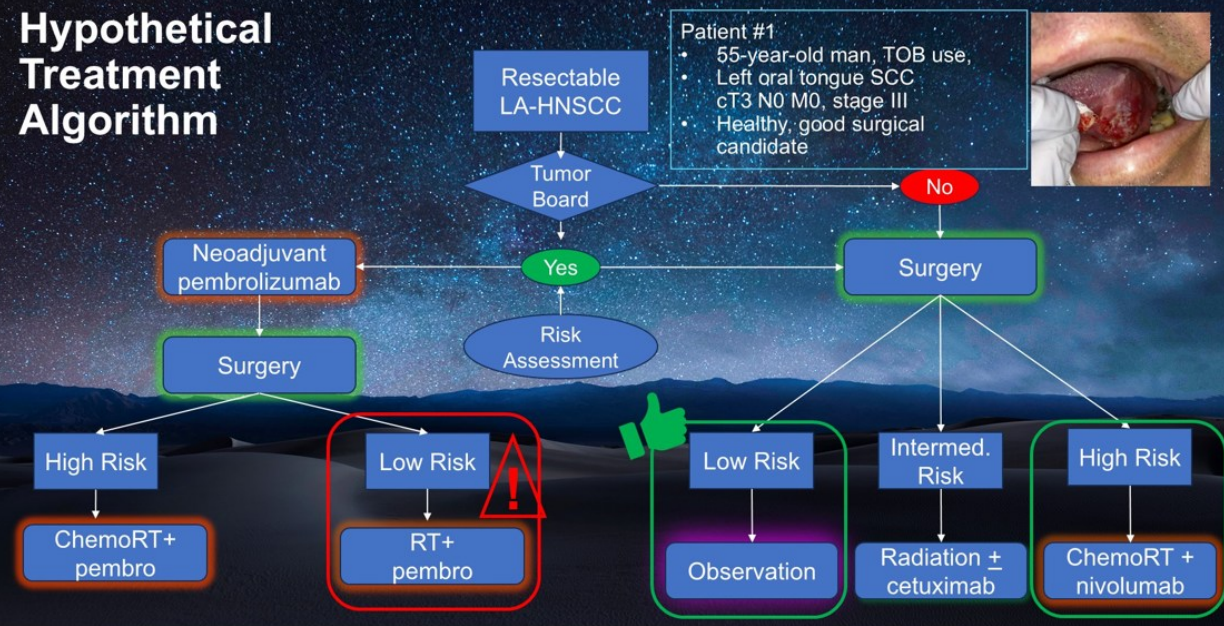 Hypothetical
Treatment
Algorithm
Resectable
LA-HNSCC
Patient #1
• 55-year-old man, TOB use,
• Left oral tongue SCC
cT3 N0 M0, stage III
• Healthy, good surgical
candidate
Tumor
Board
No
Neoadjuvant
pembrolizumab
Yes
Surgery
Risk
Assessment
Surgery
High Risk
Low Risk
!
Low Risk
Intermed.
Risk
High Risk
ChemoRT+
pembro
RT+
pembro
Observation
Radiation ±
cetuximab
ChemoRT +
nivolumab